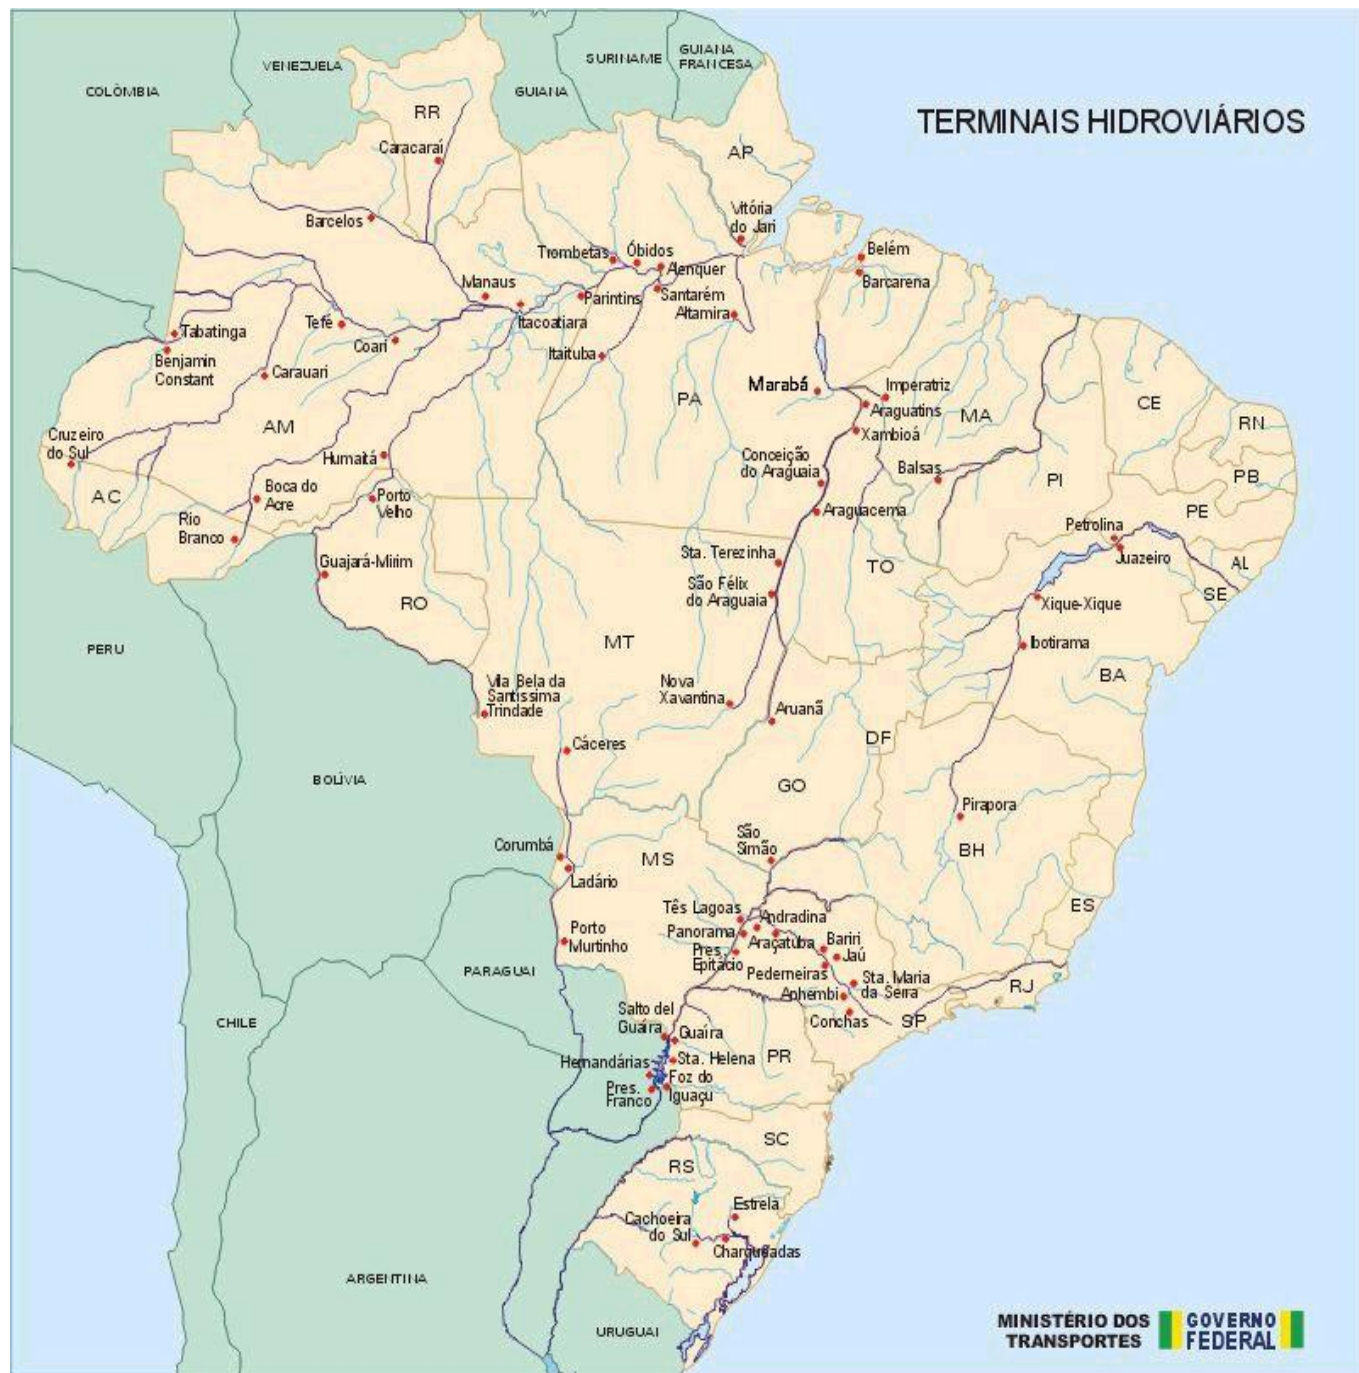 TERMINAIS HIDROVIÁRIOS
COLÔMBIA
VENEZUELA
GUIANA
SURINAME
GUIANA
FRANCESA
RR
Caracaraí
AP
Barcelos
Vitória
do Jari
Trombetas
Óbidos
Alenquer
Belém
Barcarena
Manaus
Itacoatiara
Parintins
Santarém
Altamira
Tabatinga
Tefé
Coari
Itaituba
Benjamin
Constant
Carauari
Marabá
Imperatriz
Araguatins
PA
MA
CE
RN
AM
Xambioá
Cruzeiro
do Sul
Humaitá
Conceição
do Araguaia
Balsas
PI
PB
AC
Boca do
Acre
Porto
Velho
Araguacema
PE
Rio
Branco
Petrolina
Juazeiro
AL
Guajará-Mirim
Sta. Terezinha
TO
SE
RO
São Félix
do Araguaia
Xique-Xique
PERU
MT
Ibotirama
BA
Vila Bela da
Santíssima
Trindade
Nova
Xavantina
Aruanã
DF
Cáceres
BOLÍVIA
GO
Pirapora
Corumbá
MS
São
Simão
BH
Ladário
ES
Tês Lagoas
Andradina
Panorama
Araçatuba
Bariri
Jaú
Porto
Murtinho
Pres.
Epitácio
Pederneiras
Sta. Maria
da Serra
PARAGUAI
RJ
Anhembi
Conchas
SP
CHILE
Salto del
Guaíra
Guaíra
PR
Hernandárias
Sta. Helena
Foz do
Iguaçu
Pres.
Franco
SC
RS
Estrela
Cachoeira
do Sul
Charqueadas
ARGENTINA
URUGUAI
MINISTÉRIO DOS
TRANSPORTES
GOVERNO
FEDERAL